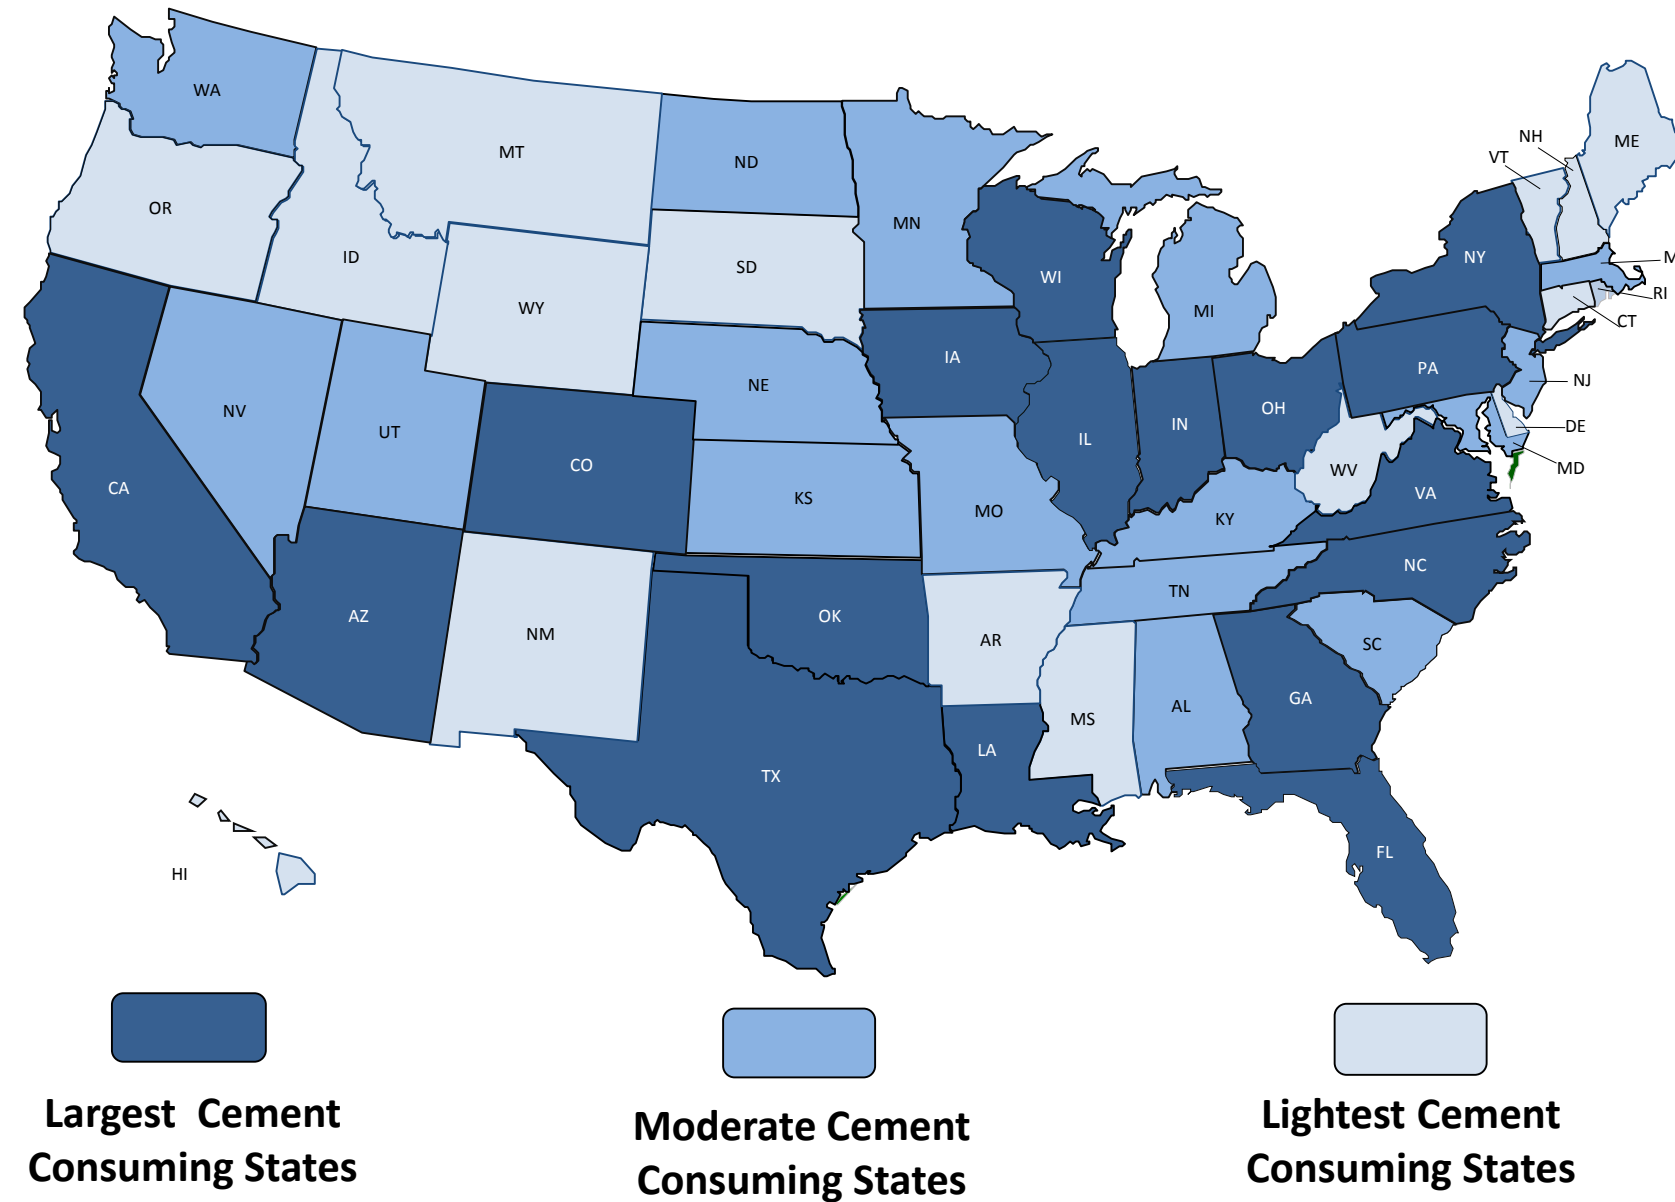 WA
MT
ND
MN
OR
ID
WY
SD
WI
MI
NH
VT
ME
NY
M
RI
CT
IA
NE
PA
NJ
NV
UT
CO
KS
MO
IL
IN
OH
WV
VA
DE
MD
KY
CA
AZ
NM
OK
AR
TN
NC
SC
MS
AL
GA
LA
TX
FL
HI
Largest Cement
Consuming States
Moderate Cement
Consuming States
Lightest Cement
Consuming States